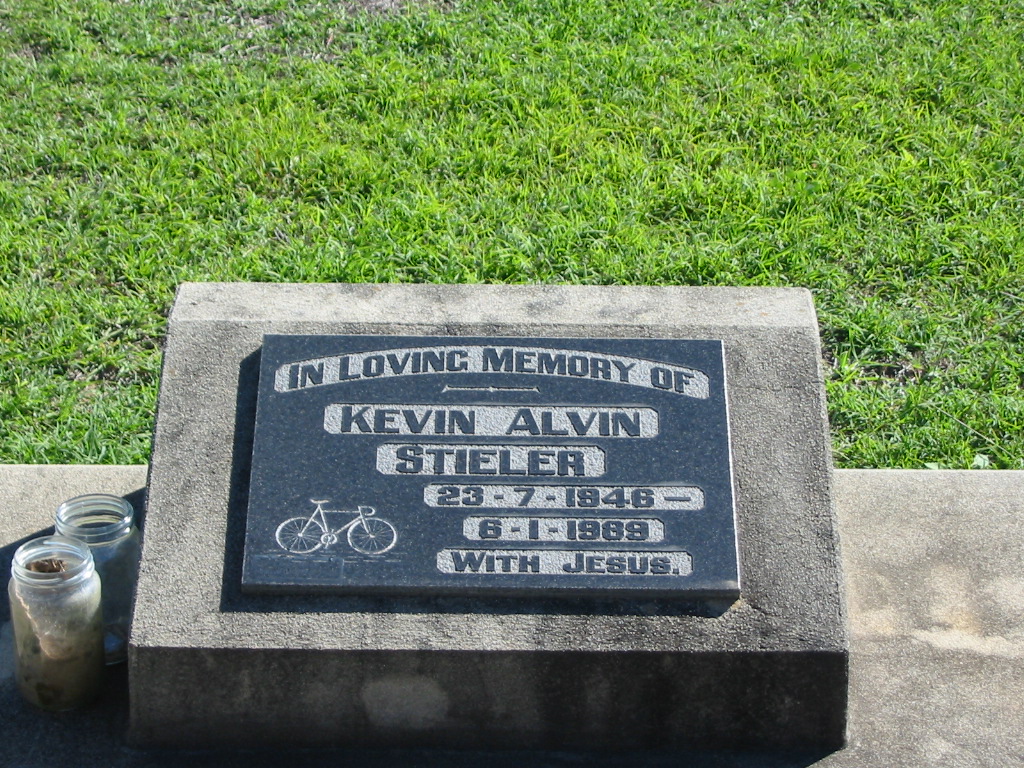 IN LOVING MEMORY OF
KEVIN ALVIN
STIELER
23-7-1946 —
6-1-1989
WITH JESUS.